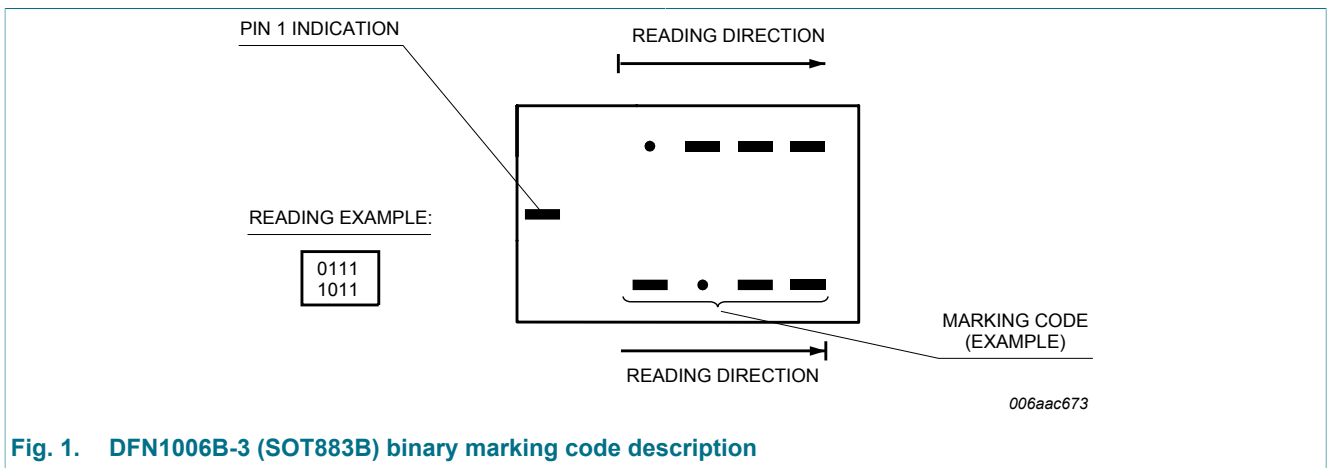 PIN 1 INDICATION
READING DIRECTION
READING EXAMPLE:
0111
1011
MARKING CODE
(EXAMPLE)
READING DIRECTION
006aac673
Fig. 1. DFN1006B-3 (SOT883B) binary marking code description